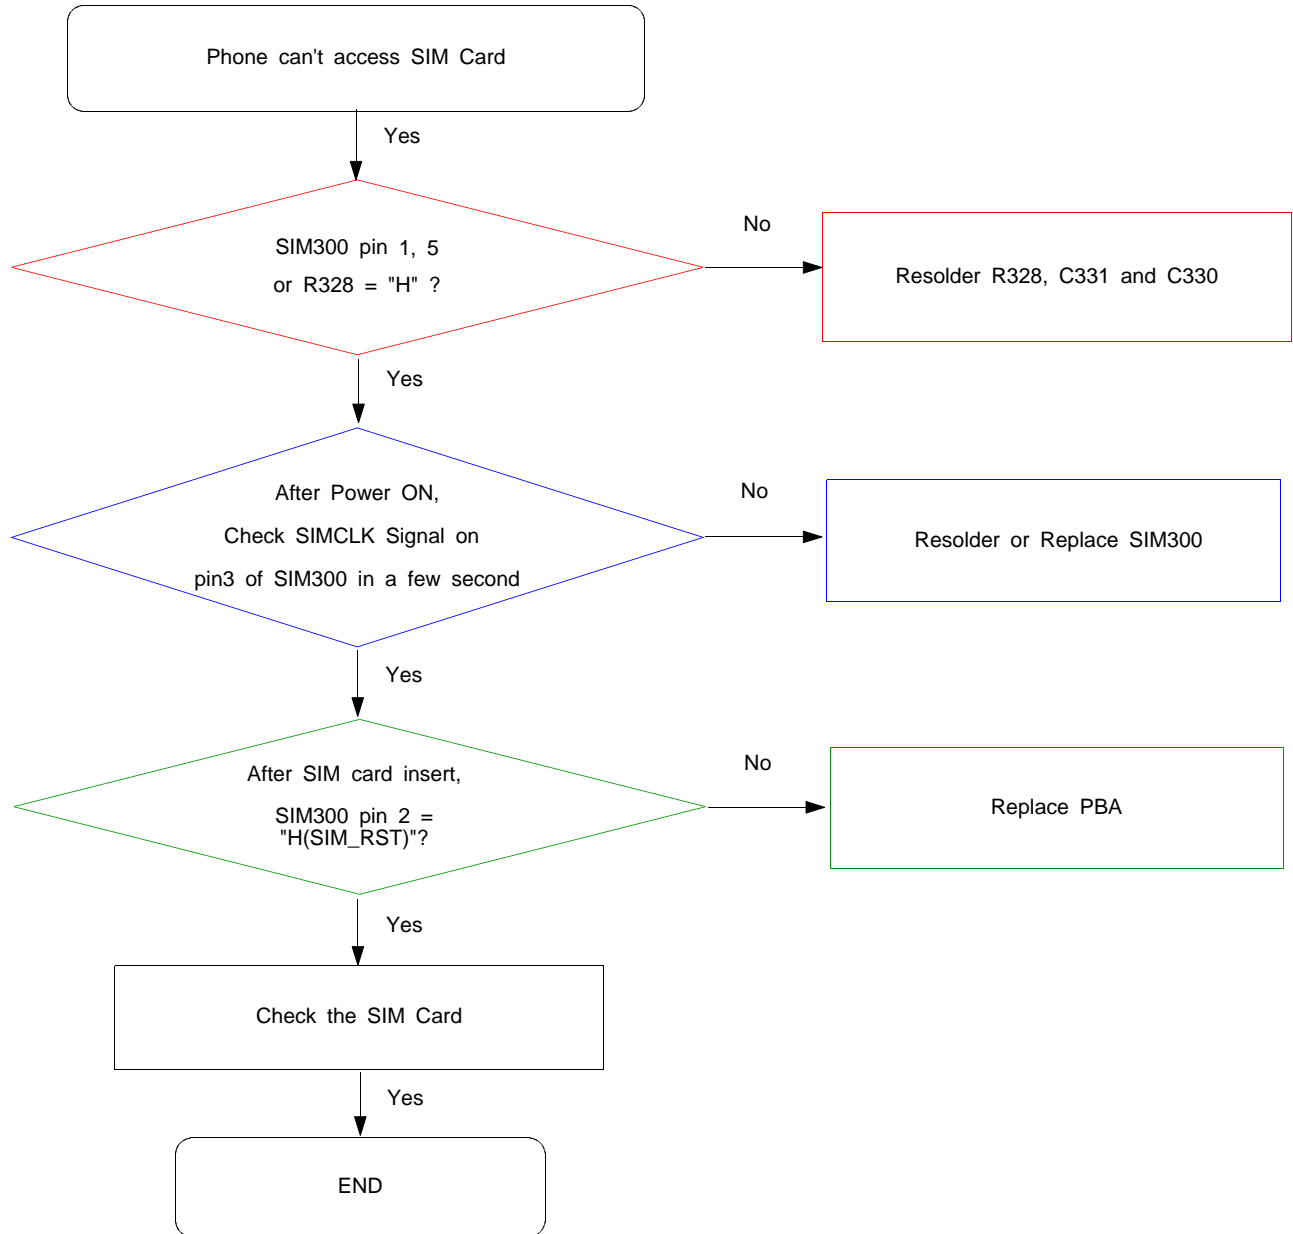 Phone can't access SIM Card
Yes
SIM300 pin 1, 5
or R328 = "H" ?
No
Resolder R328, C331 and C330
Yes
After Power ON,
Check SIMCLK Signal on
pin3 of SIM300 in a few second
No
Resolder or Replace SIM300
Yes
After SIM card insert,
SIM300 pin 2 =
"H(SIM_RST)"?
No
Replace PBA
Yes
Check the SIM Card
Yes
END